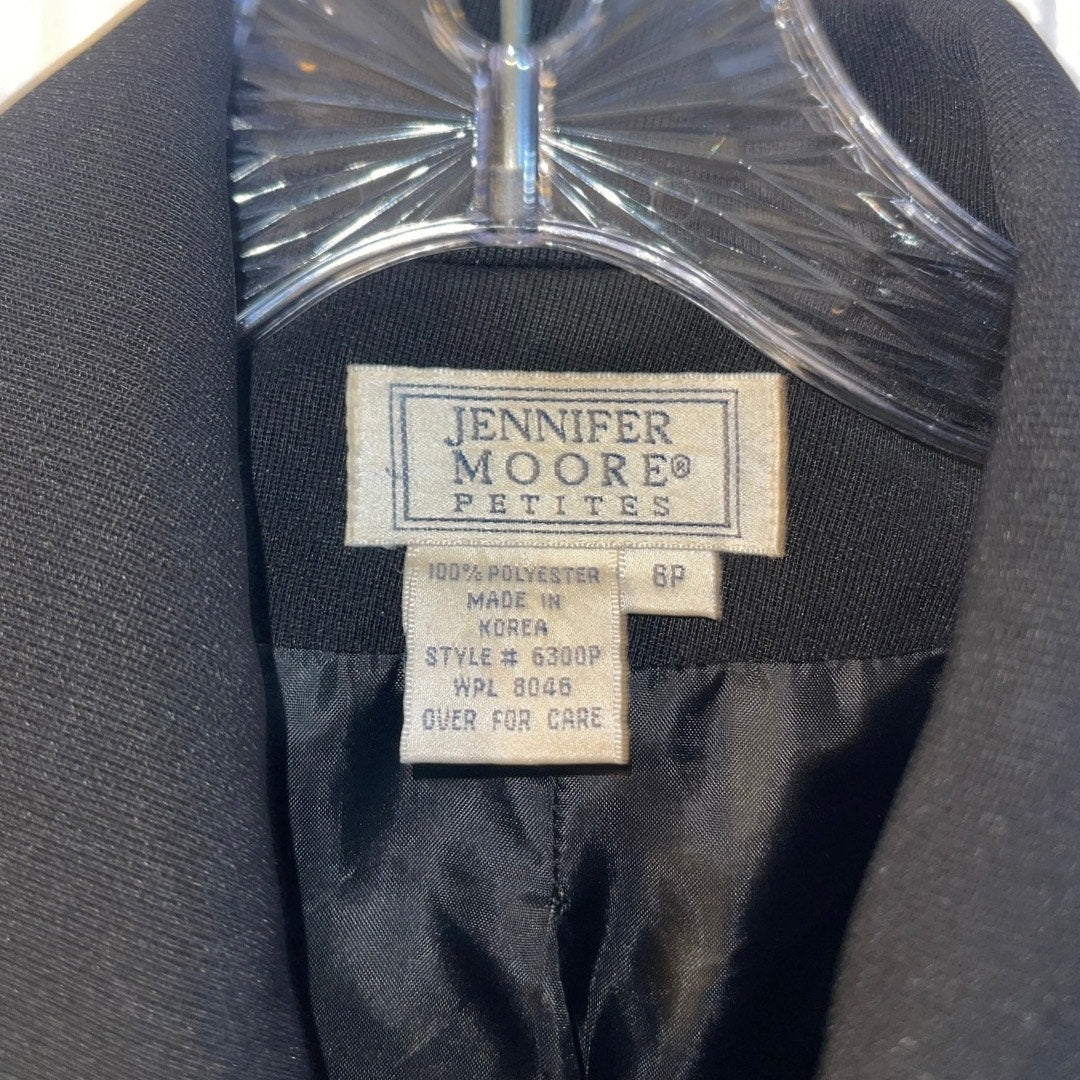 JENNIFER
MOORE®
PETITES
100% POLYESTER
MADE IN
KOREA
STYLE # 6300P
WPL 8046
OVER FOR CARE
6P